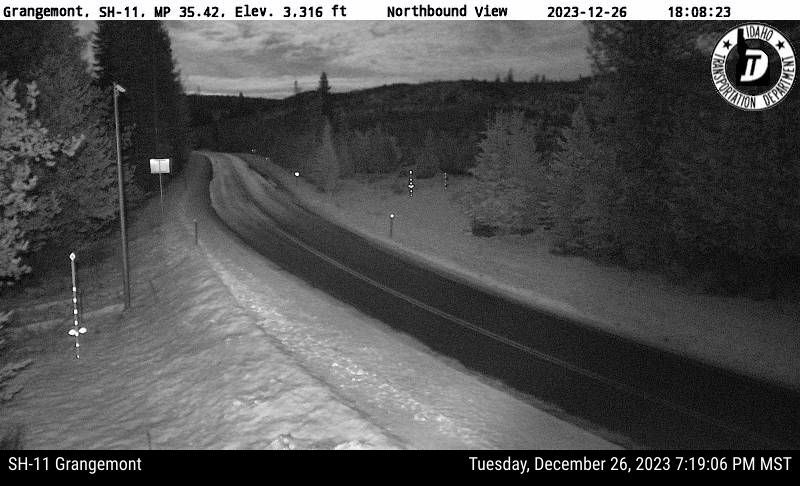 Grangemont, SH-11, MP 35.42, Elev. 3,316 ft Northbound View 2023-12-26 18:08:23
IDAHO
TRANSPORTATION DEPARTMENT
SH-11 Grangemont Tuesday, December 26, 2023 7:19:06 PM MST